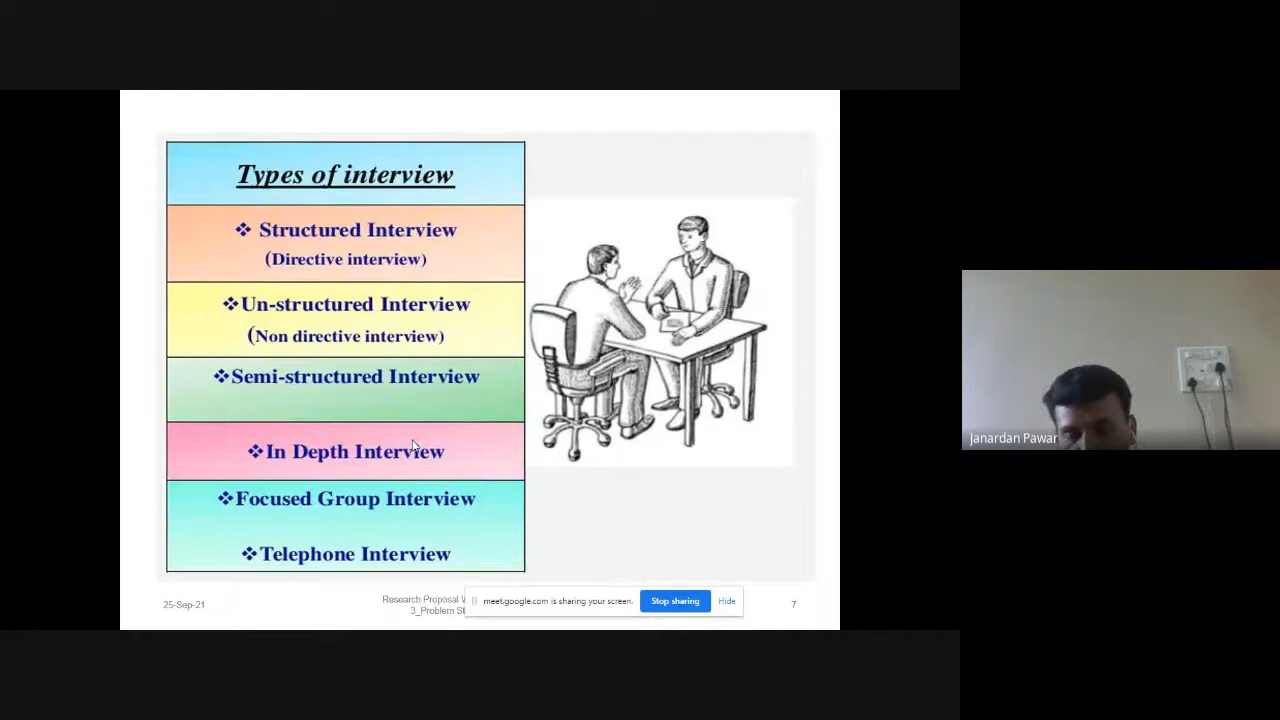 Types of interview
❖ Structured Interview
(Directive interview)
❖Un-structured Interview
(Non directive interview)
❖Semi-structured Interview
❖In Depth Interview
❖Focused Group Interview
❖Telephone Interview
25-Sep-21
Research Proposal
3_Problem
meet.google.com is sharing your screen.
Stop sharing
Hide
7
Janardan Pawar